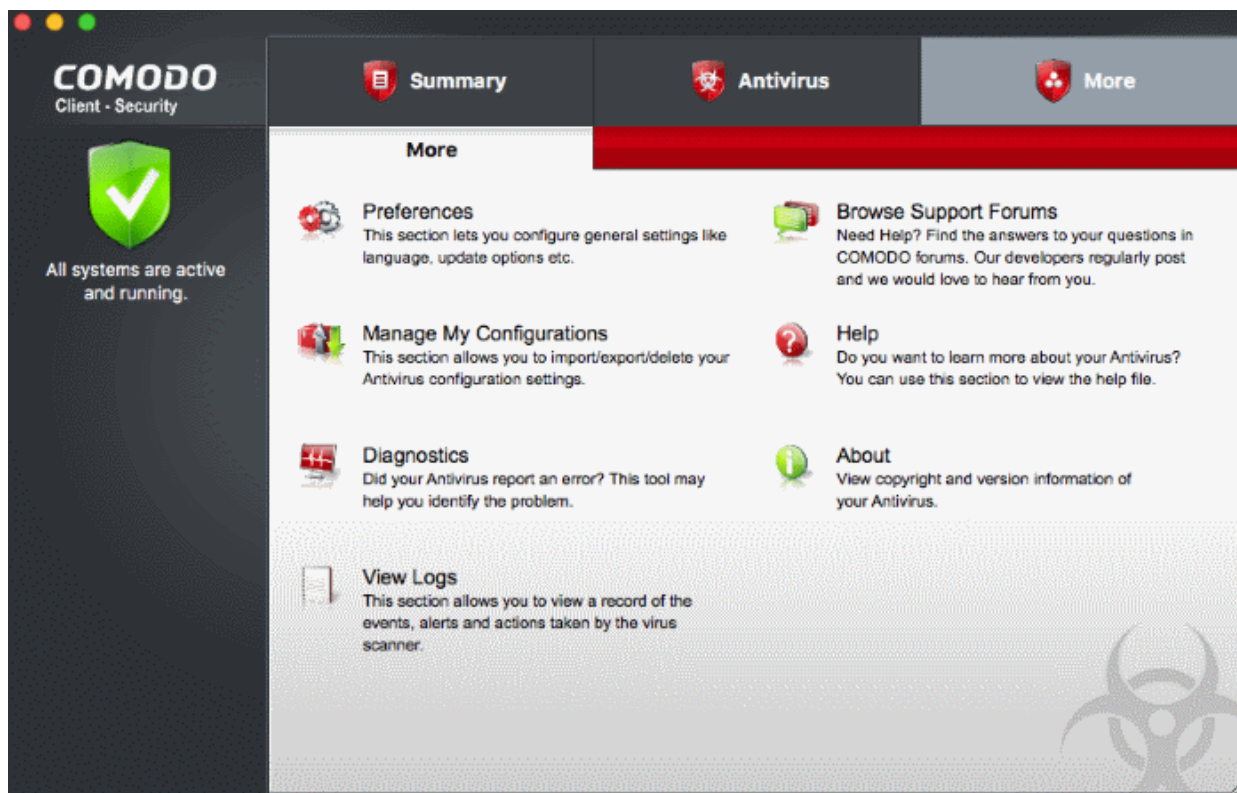 COMODO
Client - Security
Summary
Antivirus
More
All systems are active
and running.
More
Preferences
This section lets you configure general settings like
language, update options etc.
Manage My Configurations
This section allows you to import/export/delete your
Antivirus configuration settings.
Diagnostics
Did your Antivirus report an error? This tool may
help you identify the problem.
View Logs
This section allows you to view a record of the
events, alerts and actions taken by the virus
scanner.
Browse Support Forums
Need Help? Find the answers to your questions in
COMODO forums. Our developers regularly post
and we would love to hear from you.
Help
Do you want to learn more about your Antivirus?
You can use this section to view the help file.
About
View copyright and version information of
your Antivirus.